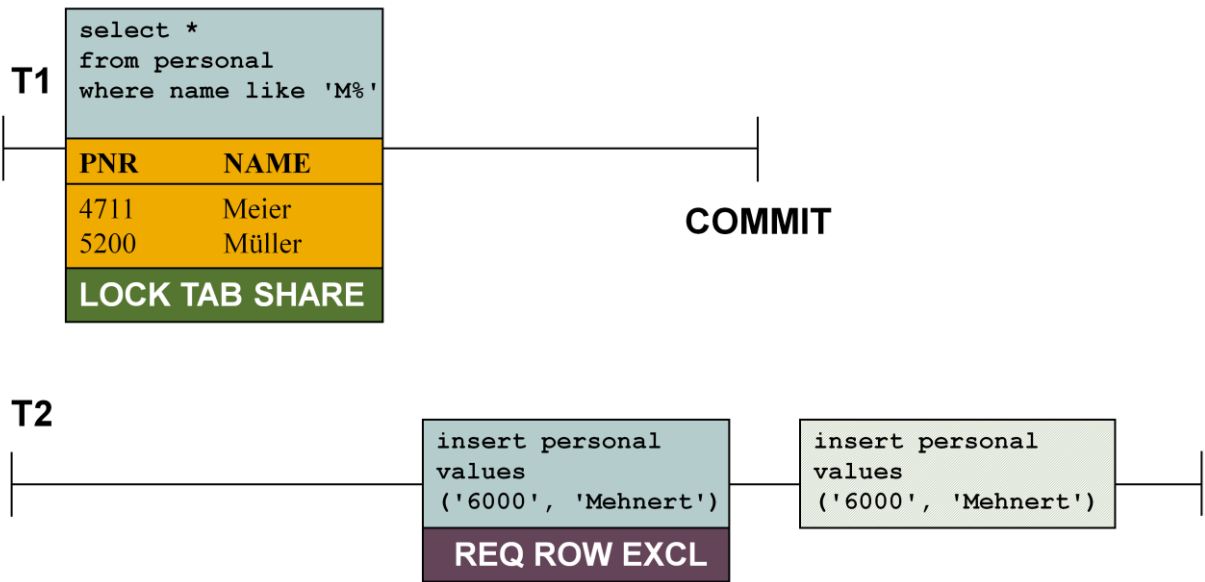 T1
select *
from personal
where name like 'M%'
PNR NAME
4711 Meier
5200 Müller
LOCK TAB SHARE
COMMIT
T2
insert personal
values
('6000', 'Mehnert')
REQ ROW EXCL
insert personal
values
('6000', 'Mehnert')